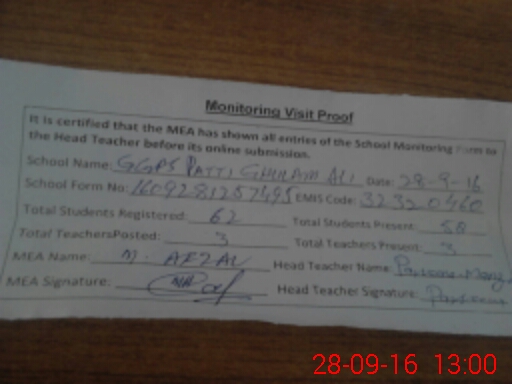 Monitoring Visit Proof
It is certified that the MEA has shown all entries of the School Monitoring Form to
the Head Teacher before its online submission.
School Name: GGPS PATTI GHULAM ALI Date: 28-9-16
School Form No: 1609281257495 EMIS Code: 32320460
Total Students Registered: 62 Total Students Present: 50
Total TeachersPosted: 3 Total Teachers Present: 3
MEA Name: M. AFZAL Head Teacher Name:
MEA Signature: Head Teacher Signature:
28-09-16 13:00